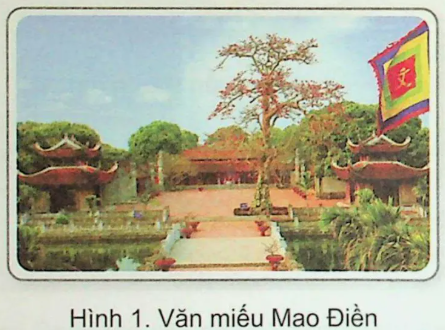 Hình 1. Văn miếu Mao Điền